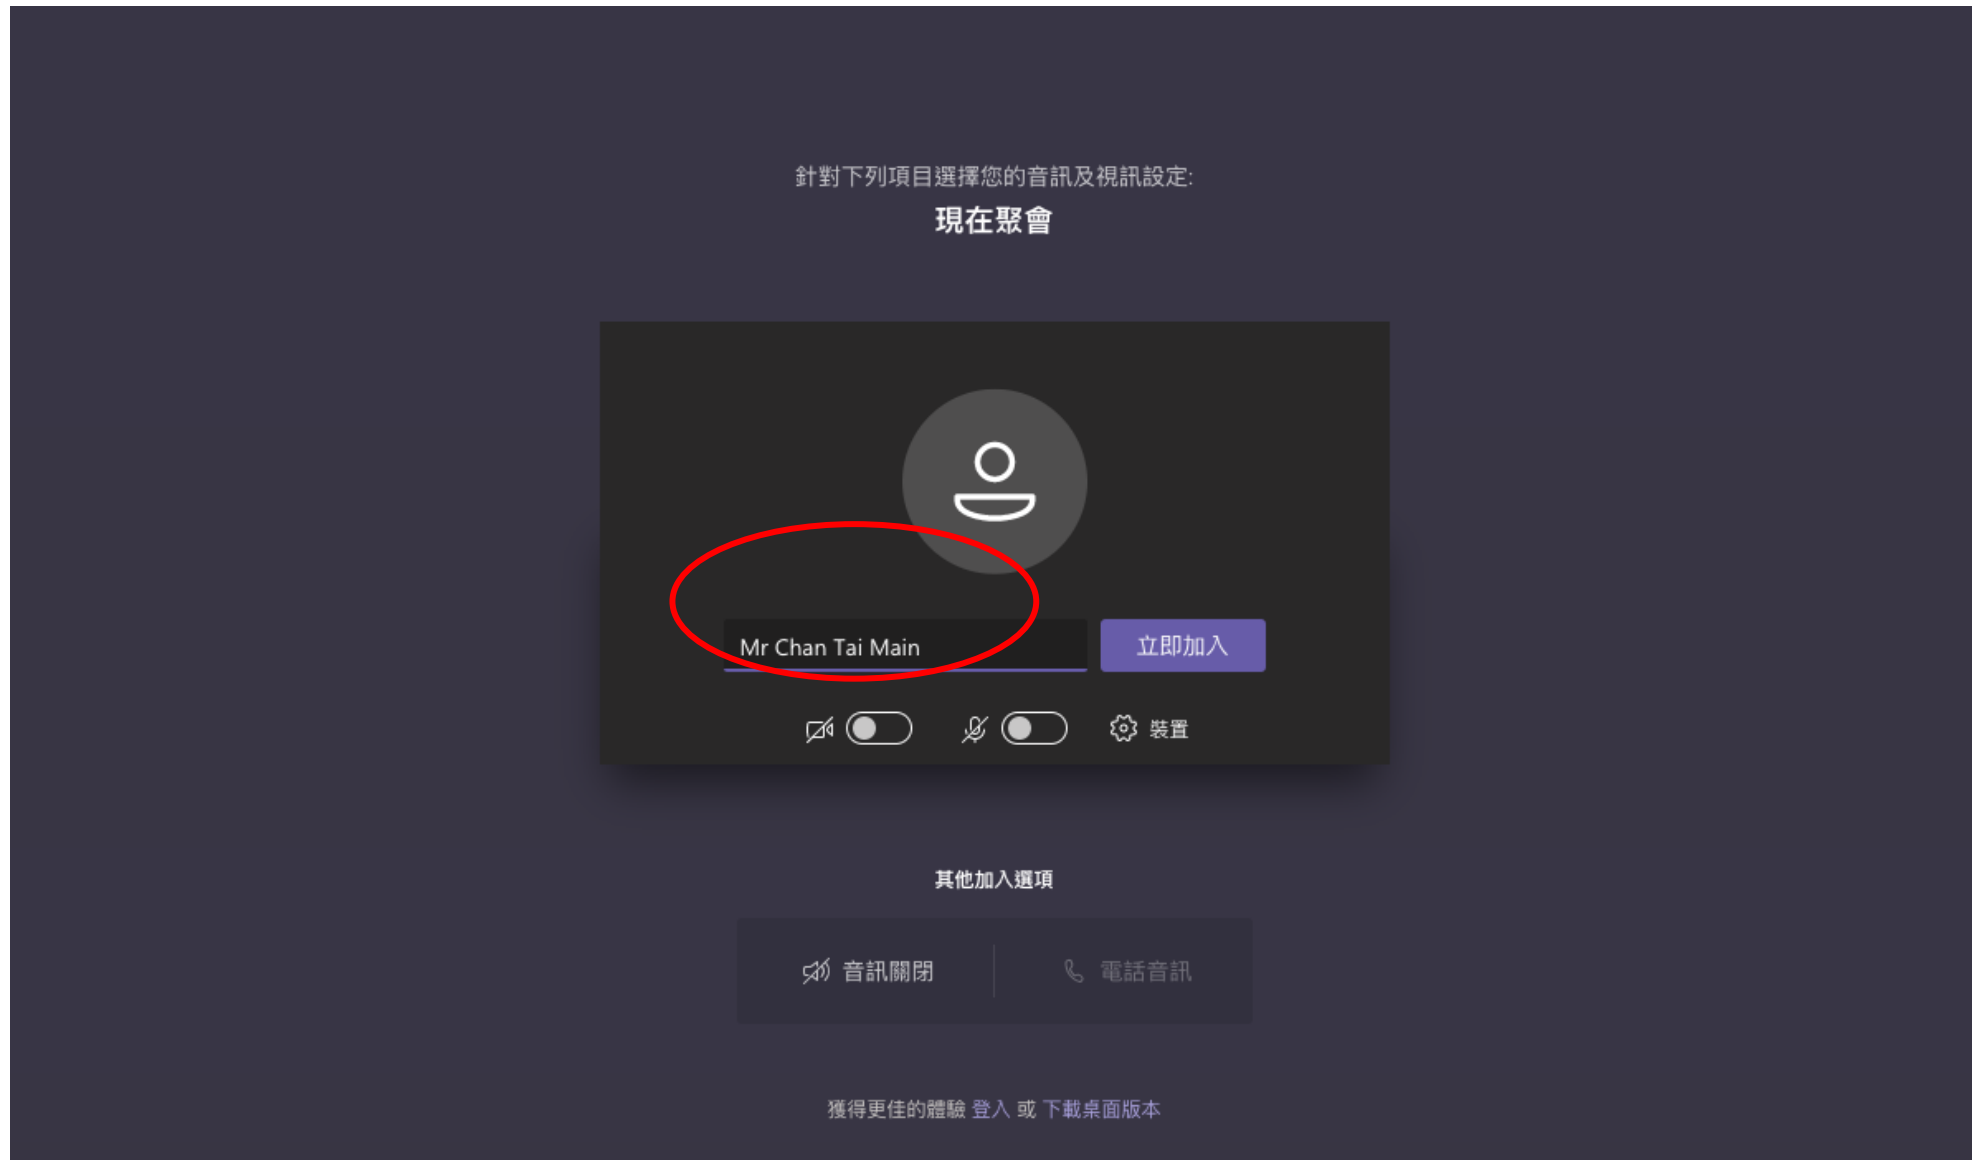 針對下列項目選擇您的音訊及視訊設定:
現在聚會
Mr Chan Tai Main
立即加入
裝置
其他加入選項
音訊關閉
電話音訊
獲得更佳的體驗 登入 或 下載桌面版本